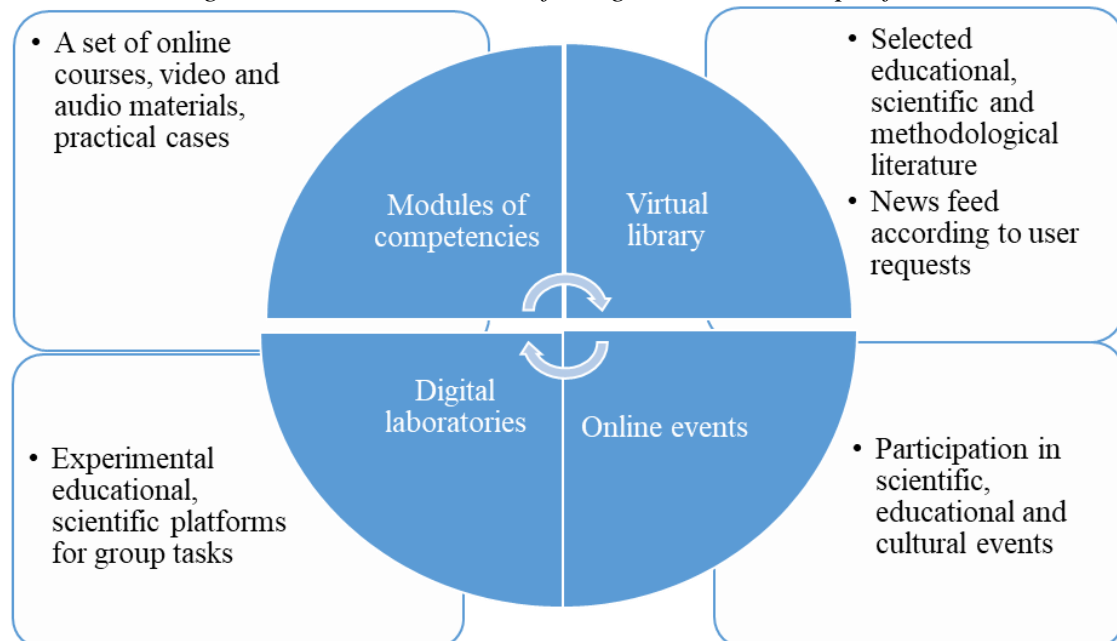 • A set of online
courses, video and
audio materials,
practical cases
Modules of
competencies
Virtual
library
• Selected
educational,
scientific and
methodological
literature
• News feed
according to user
requests
• Experimental
educational,
scientific platforms
for group tasks
Digital
laboratories
Online events
• Participation in
scientific,
educational and
cultural events